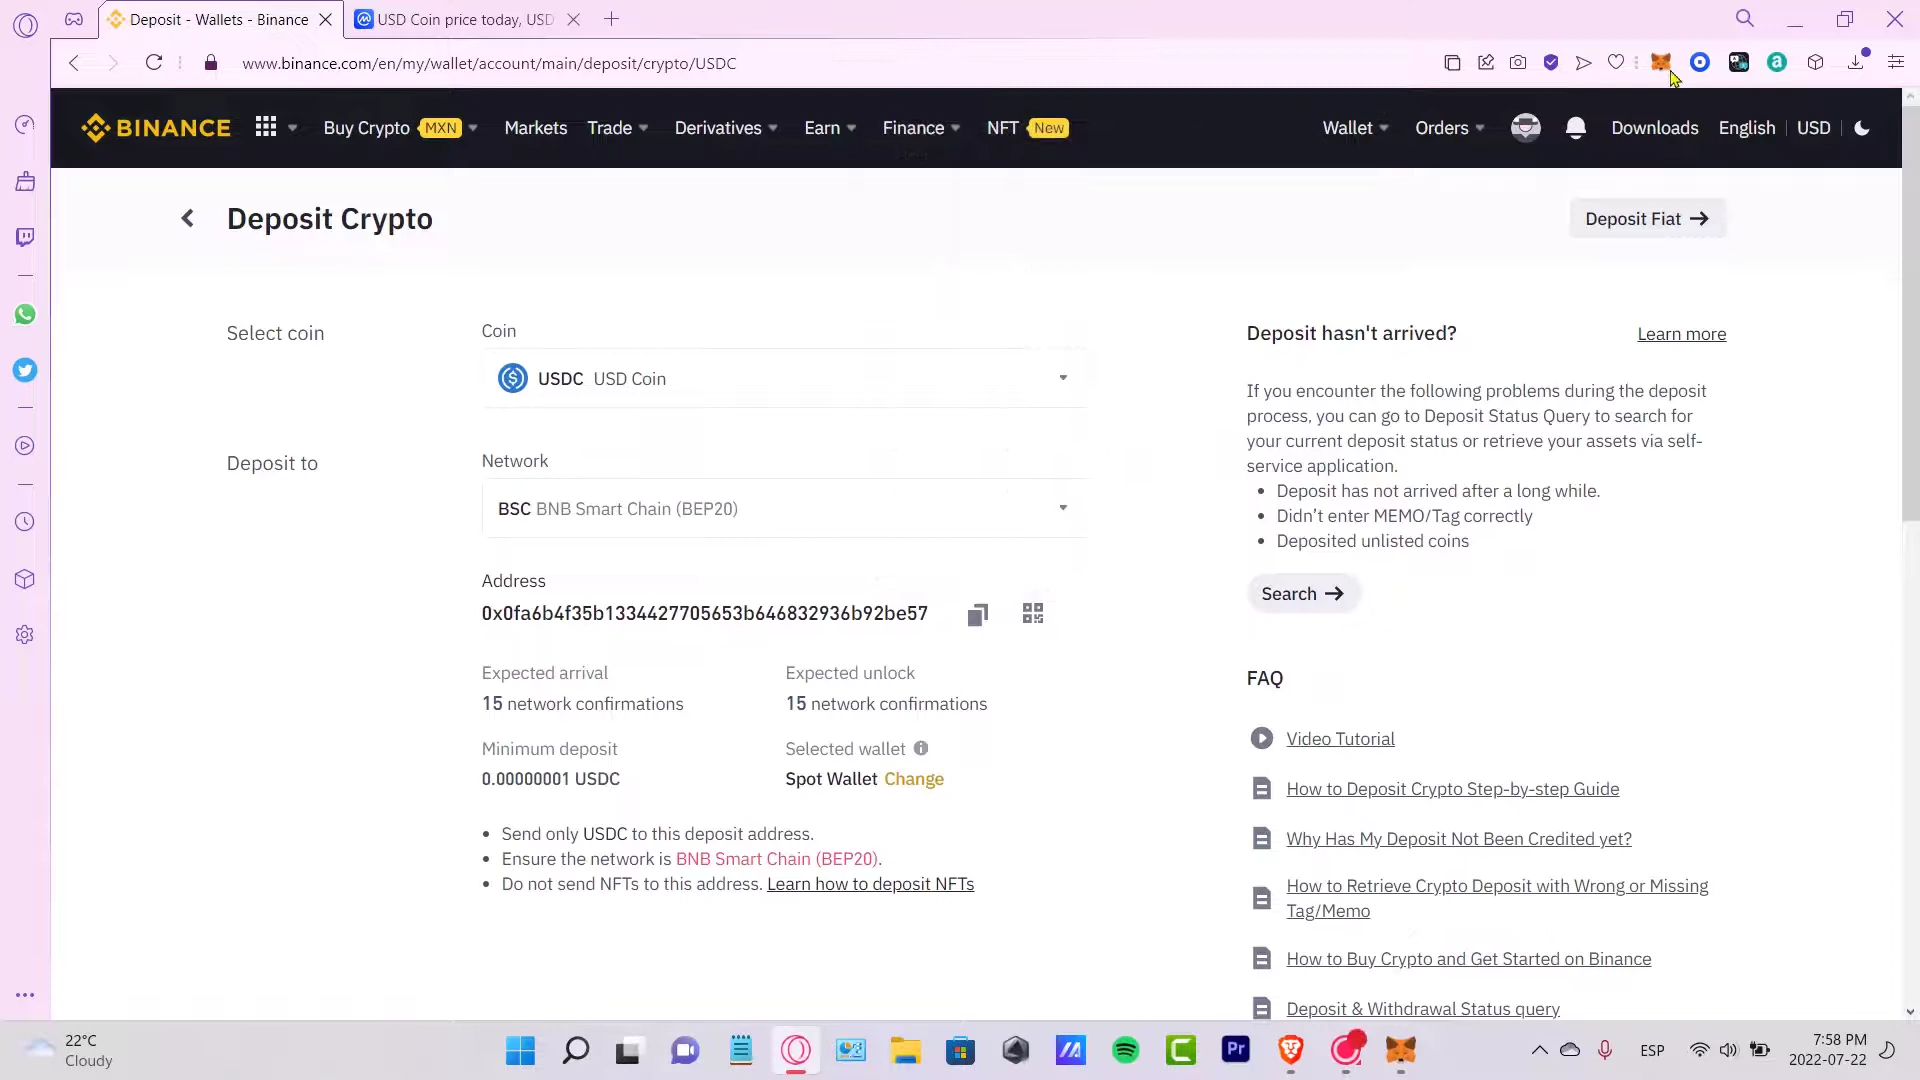 Deposit - Wallets - Binance
USD Coin price today, USD
www.binance.com/en/my/wallet/account/main/deposit/crypto/USDC
BINANCE
Buy Crypto MXN
Markets
Trade
Derivatives
Earn
Finance
NFT New
Wallet
Orders
Downloads
English
USD
Deposit Crypto
Deposit Fiat
Select coin
Coin
USDC USD Coin
Deposit to
Network
BSC BNB Smart Chain (BEP20)
Address
0x0fa6b4f35b1334427705653b646832936b92be57
Expected arrival
15 network confirmations
Expected unlock
15 network confirmations
Minimum deposit
0.00000001 USDC
Selected wallet
Spot Wallet Change
• Send only USDC to this deposit address.
• Ensure the network is BNB Smart Chain (BEP20).
• Do not send NFTs to this address. Learn how to deposit NFTs
Deposit hasn't arrived?
Learn more
If you encounter the following problems during the deposit
process, you can go to Deposit Status Query to search for
your current deposit status or retrieve your assets via self-
service application.
• Deposit has not arrived after a long while.
• Didn’t enter MEMO/Tag correctly
• Deposited unlisted coins
Search
FAQ
Video Tutorial
How to Deposit Crypto Step-by-step Guide
Why Has My Deposit Not Been Credited yet?
How to Retrieve Crypto Deposit with Wrong or Missing
Tag/Memo
How to Buy Crypto and Get Started on Binance
Deposit & Withdrawal Status query
22°C
Cloudy
Pr
ESP
7:58 PM
2022-07-22